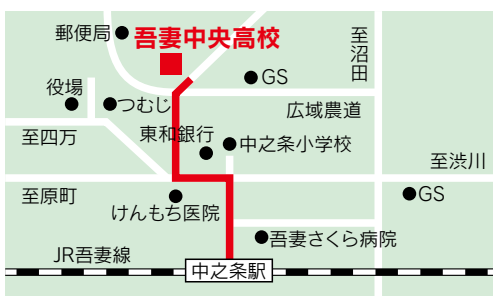 郵便局
吾妻中央高校
至沼田
GS
役場
つむじ
広域農道
至四万
東和銀行
中之条小学校
至渋川
至原町
けんもち医院
GS
吾妻さくら病院
JR吾妻線
中之条駅